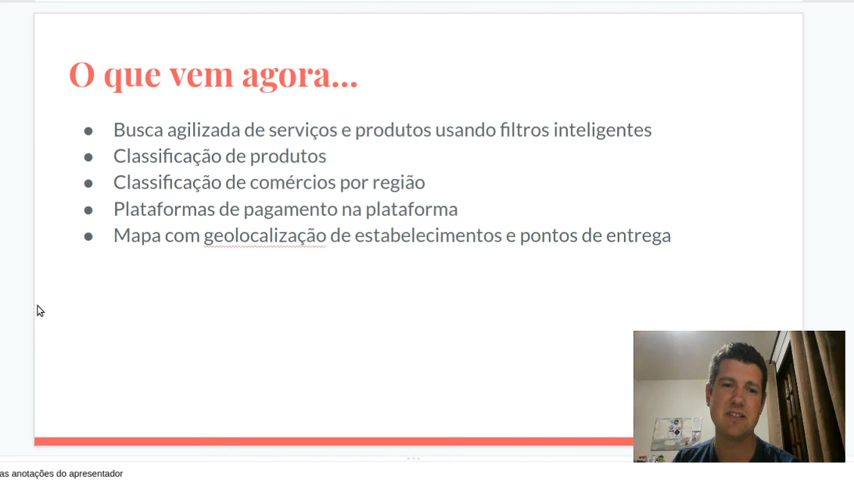 O que vem agora...
● Busca agilizada de serviços e produtos usando filtros inteligentes
● Classificação de produtos
● Classificação de comércios por região
● Plataformas de pagamento na plataforma
● Mapa com geolocalização de estabelecimentos e pontos de entrega
as anotações do apresentador